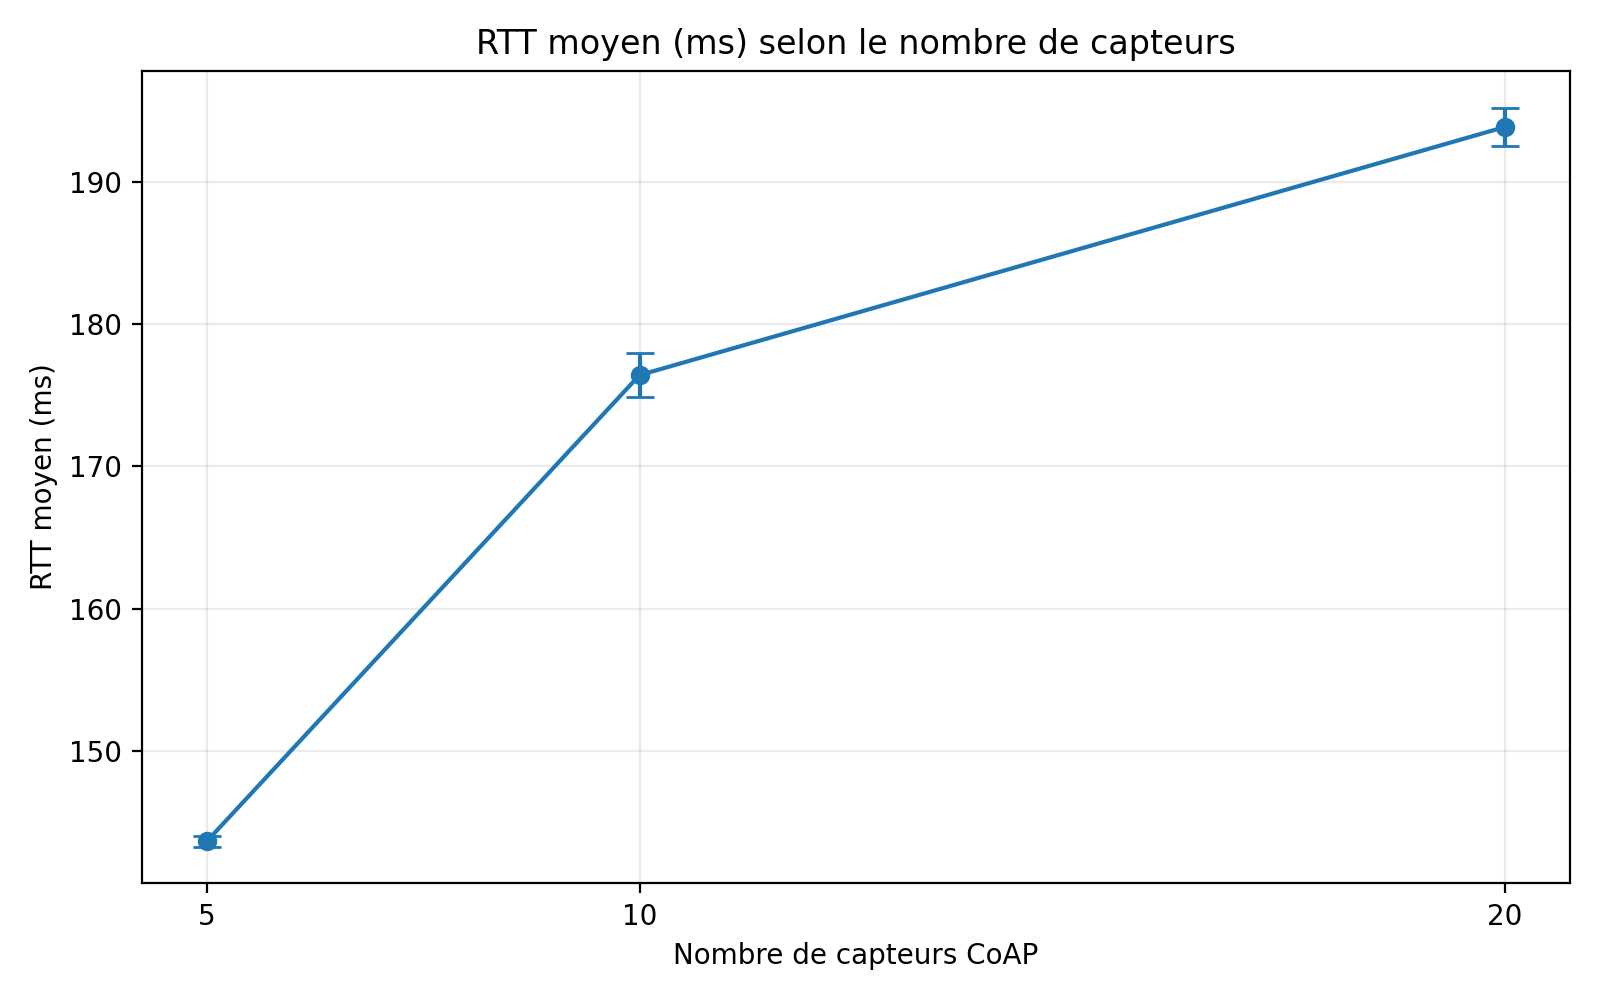 RTT moyen (ms) selon le nombre de capteurs
RTT moyen (ms)
190
180
170
160
150
5
10
20
Nombre de capteurs CoAP